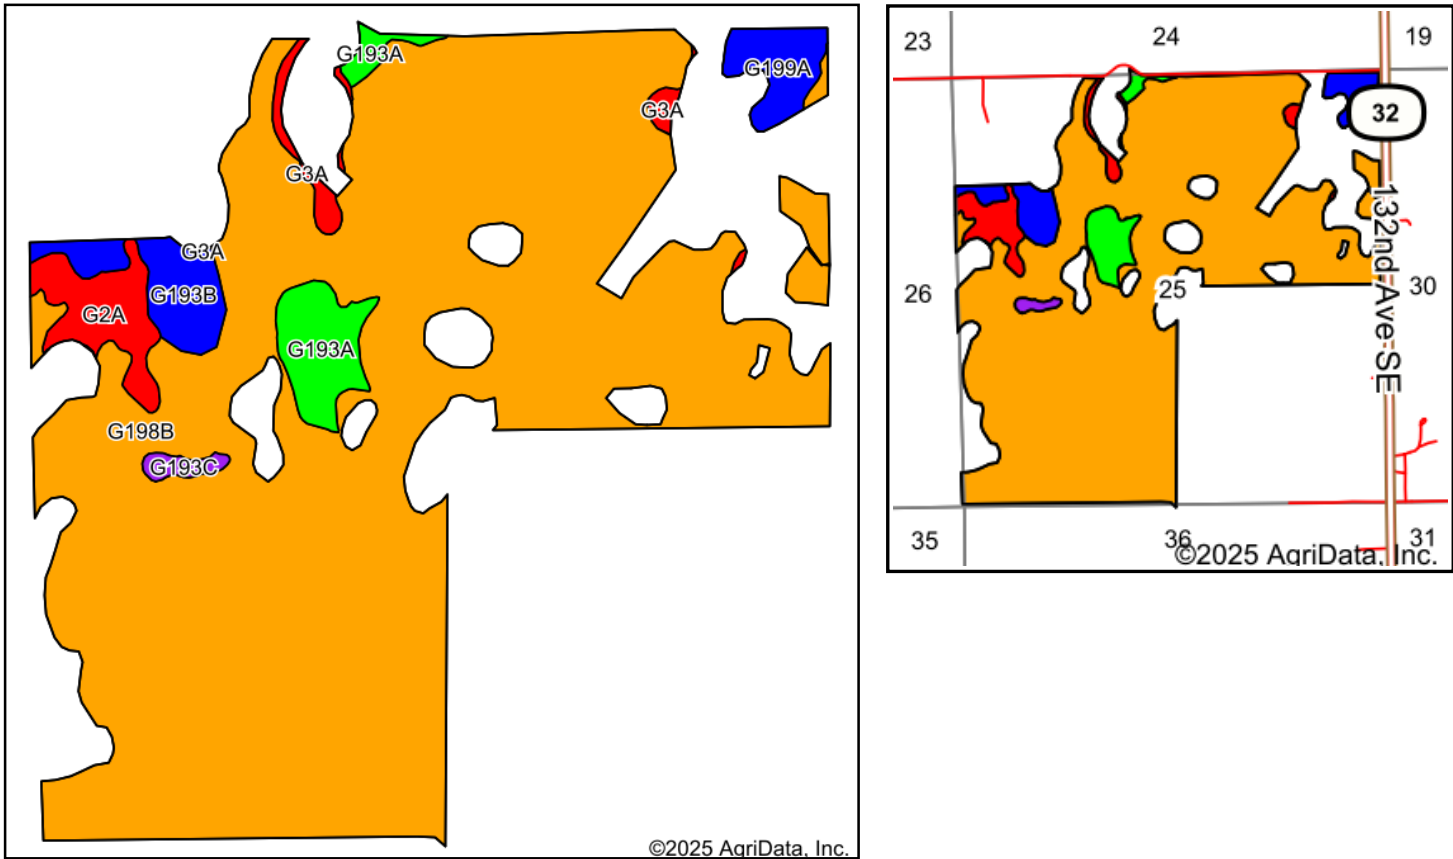 G193A
G199A
G3A
G3A
G3A
G193B
G2A
G193A
G198B
G193C
©2025 AgriData, Inc.
23
24
19
32
132nd Ave SE
26
25
30
35
36
31
©2025 AgriData, Inc.